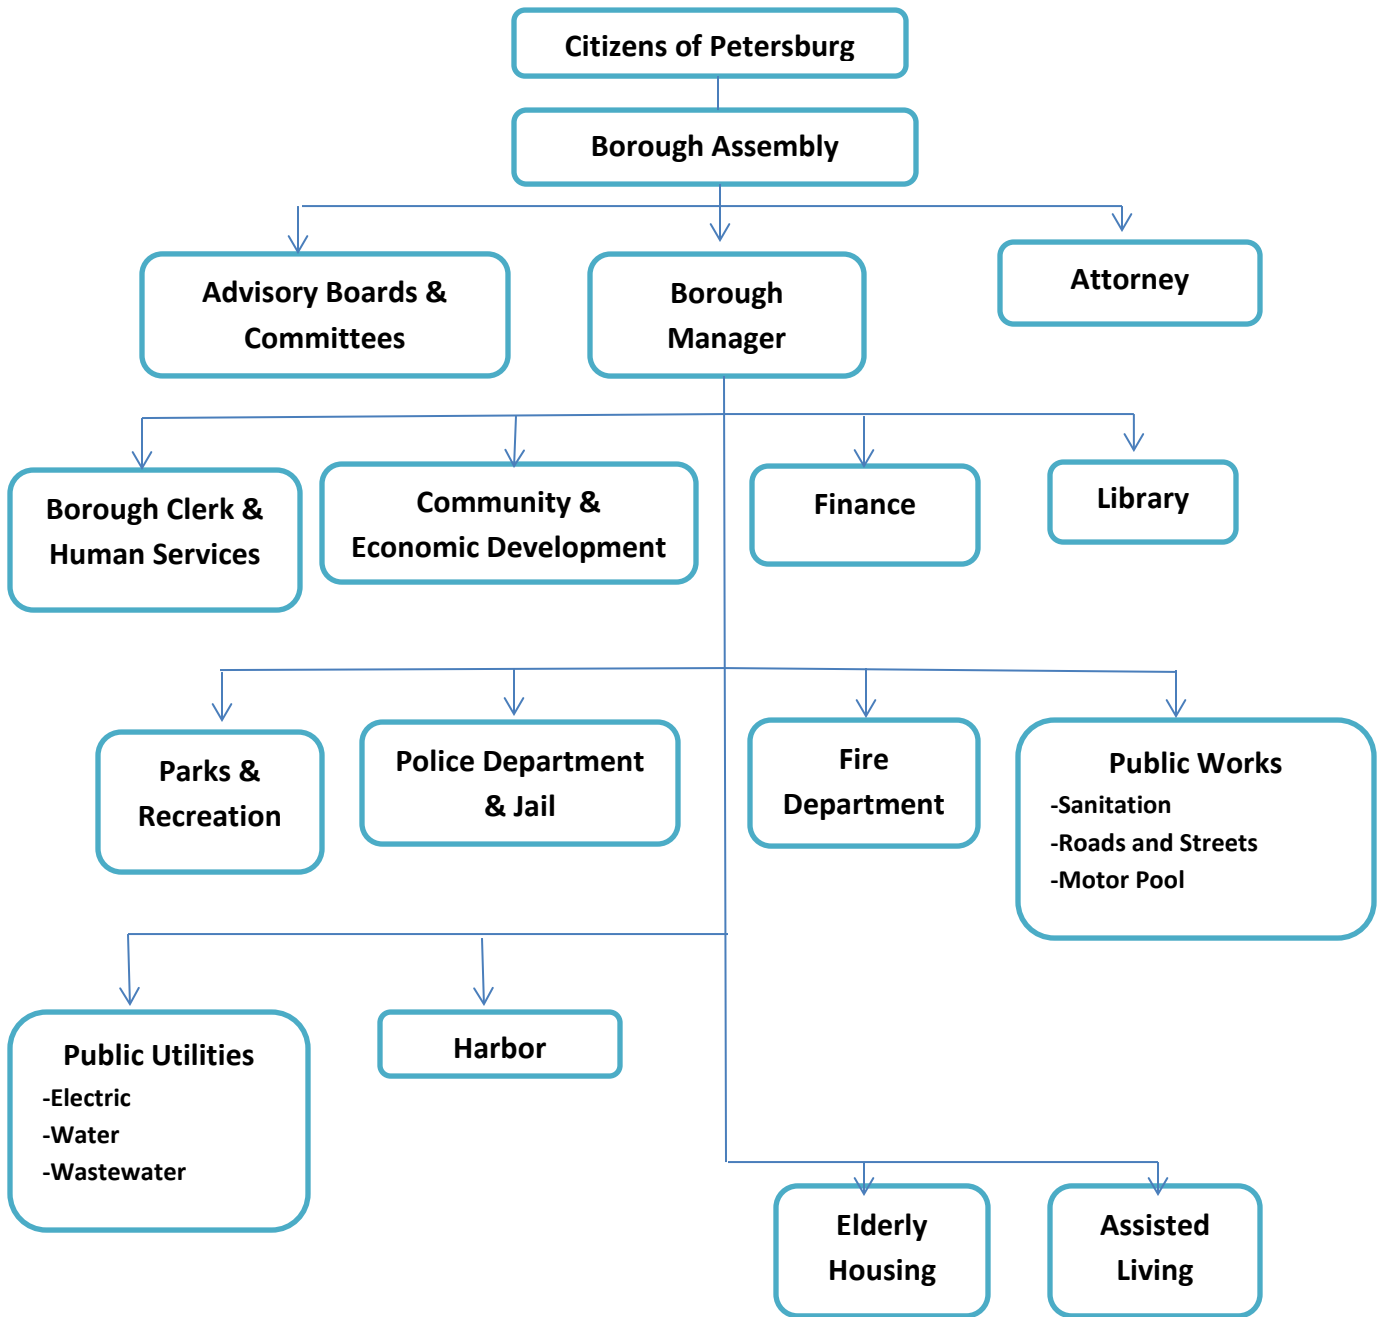 Citizens of Petersburg
Borough Assembly
Advisory Boards &
Committees
Borough
Manager
Attorney
Borough Clerk &
Human Services
Community &
Economic Development
Finance
Library
Parks &
Recreation
Police Department
& Jail
Fire
Department
Public Works
-Sanitation
-Roads and Streets
-Motor Pool
Public Utilities
-Electric
-Water
-Wastewater
Harbor
Elderly
Housing
Assisted
Living